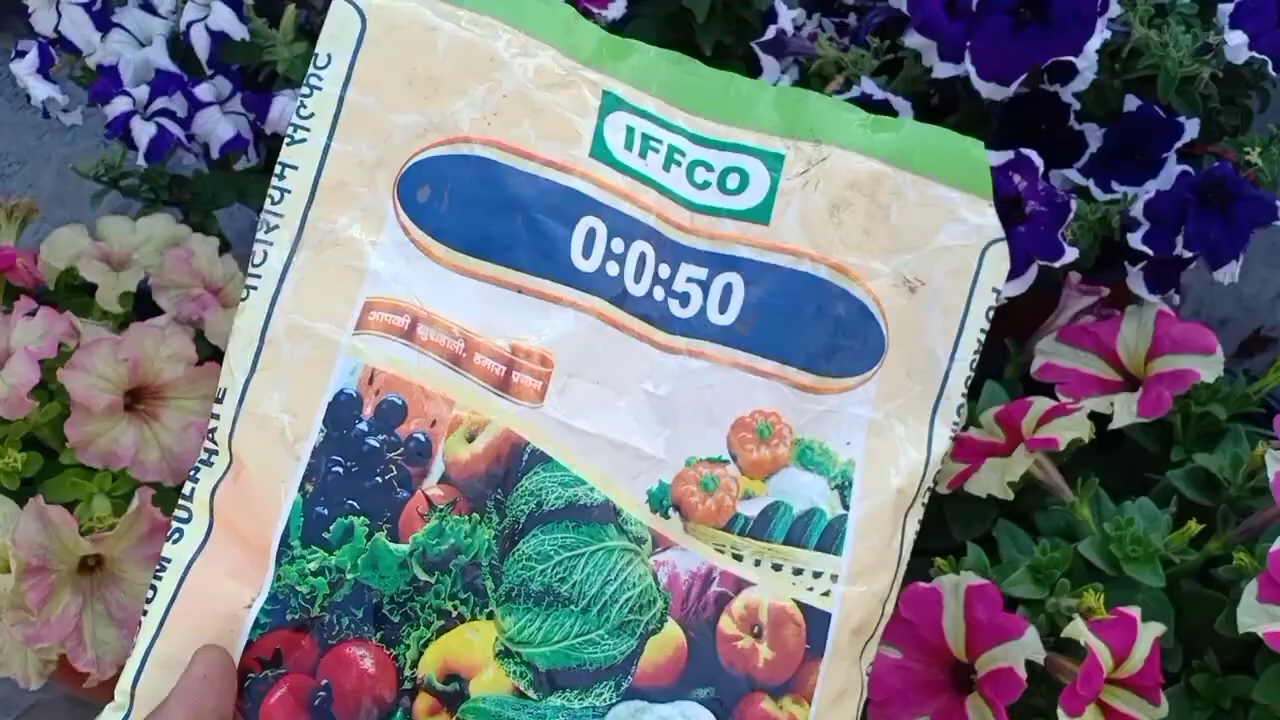 IFFCO
0:0:50
आपकी खुशहाली, हमारा प्रयास
पोटाशियम सल्फेट
SULPHATE